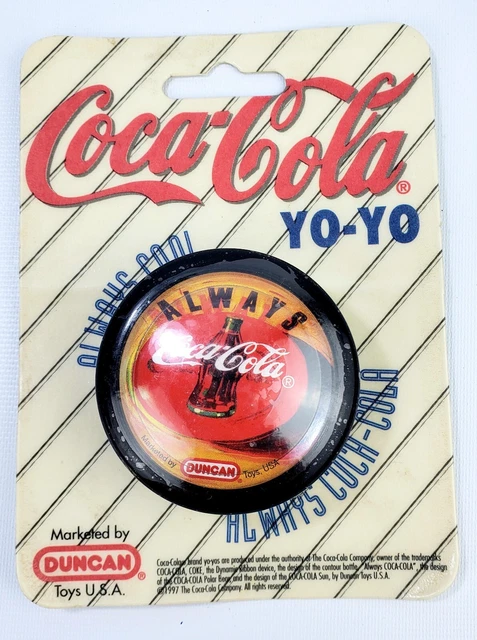 Coca-Cola®
YO-YO
ALWAYS COOL
ALWAYS
Coca-Cola®
Marketed by DUNCAN® Toys, USA
ALWAYS COCA-COLA
Marketed by
DUNCAN®
Toys U.S.A.
Coca-Cola® brand yo-yos are produced under the authority of The Coca-Cola Company, owner of the trademarks
COCA-COLA, COKE, the Dynamic Ribbon device, the design of the contour bottle, "Always COCA-COLA", the design
of the COCA-COLA Polar Bear, and the design of the COCA-COLA Sun, by Duncan Toys U.S.A.
©1997 The Coca-Cola Company. All rights reserved.